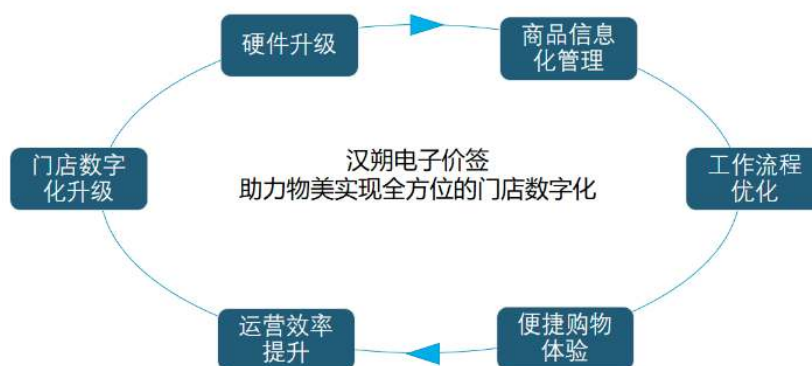 硬件升级
商品信息
化管理
工作流程
优化
便捷购物
体验
运营效率
提升
门店数字
化升级
汉朔电子价签
助力物美实现全方位的门店数字化